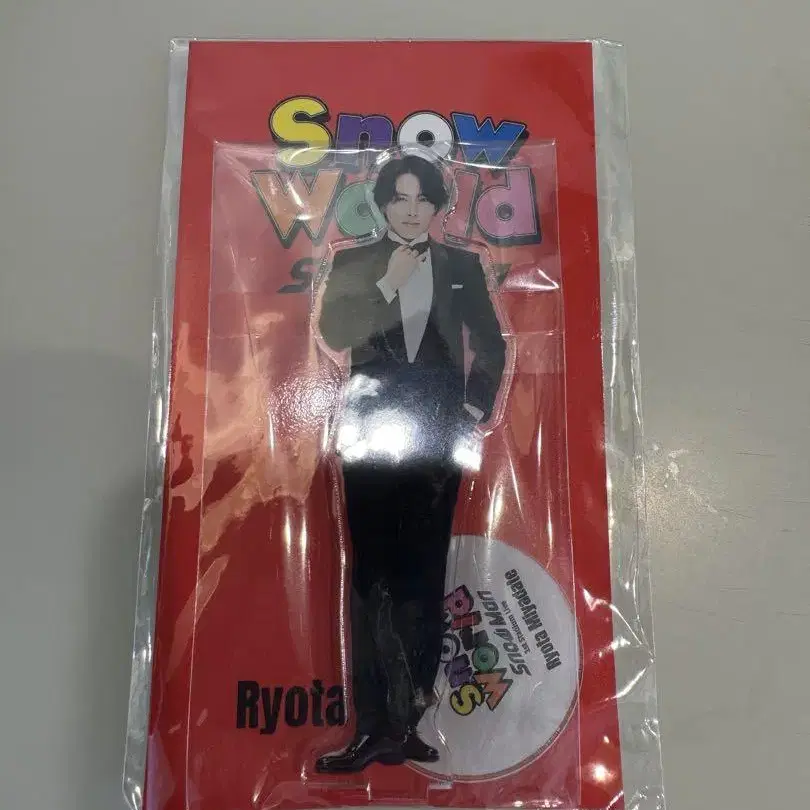 Snow
World
Ryota
Snow
World
Snow Man
1st Stadium Live
Ryota Miyadate